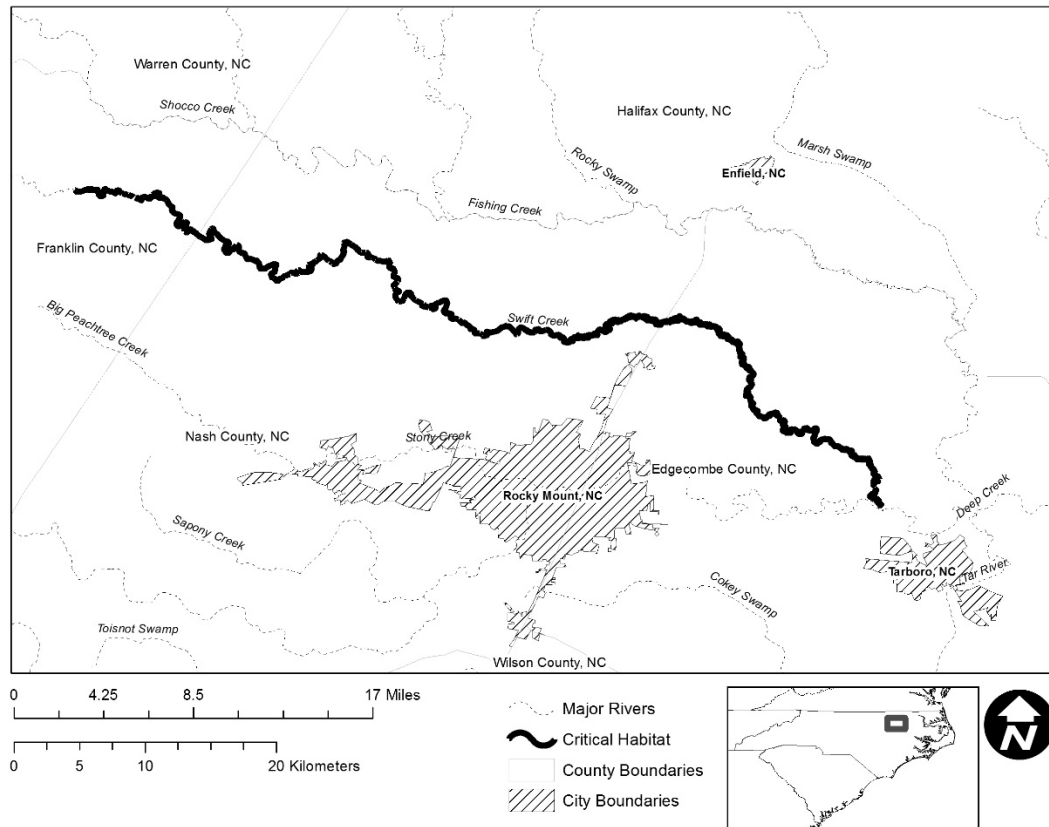 Warren County, NC
Shocco Creek
Halifax County, NC
Marsh Swamp
Rocky Swamp
Enfield, NC
Fishing Creek
Franklin County, NC
Big Peachtree Creek
Swift Creek
Nash County, NC
Stony Creek
Edgecombe County, NC
Rocky Mount, NC
Deep Creek
Sapony Creek
Tarboro, NC
Tar River
Cokey Swamp
Toisnot Swamp
Wilson County, NC
0 4.25 8.5 17 Miles
0 5 10 20 Kilometers
Major Rivers
Critical Habitat
County Boundaries
City Boundaries
N